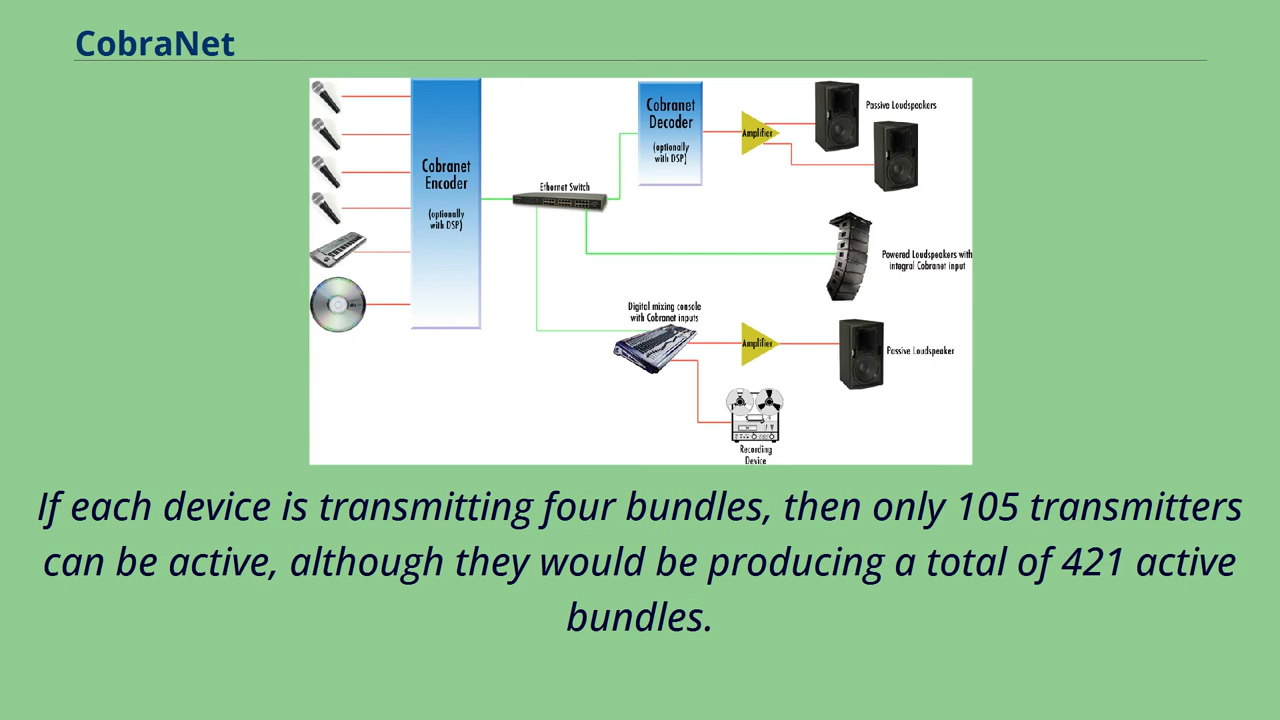 CobraNet
Cobranet
Encoder
(optionally
with DSP)
Ethernet Switch
Cobranet
Decoder
(optionally
with DSP)
Amplifier
Passive Loudspeakers
Powered Loudspeakers with
integral Cobranet input
Digital mixing console
with Cobranet inputs
Amplifier
Passive Loudspeaker
Recording
Device
If each device is transmitting four bundles, then only 105 transmitters
can be active, although they would be producing a total of 421 active
bundles.